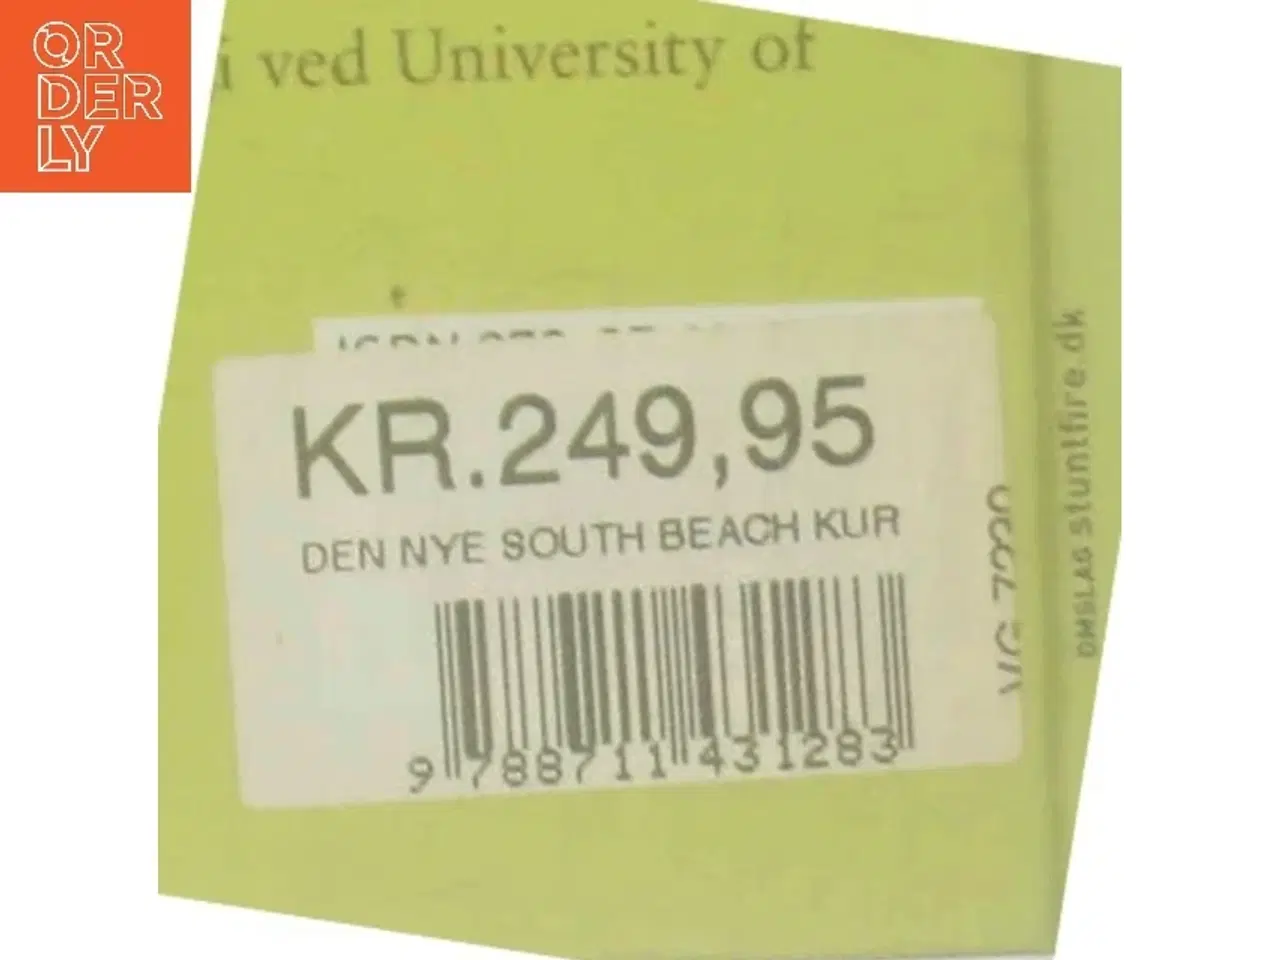 OR
DER
LY
i ved University of
KR.249,95
DEN NYE SOUTH BEACH KUR
9 788711 431283
OMSLAG stuntfire.dk